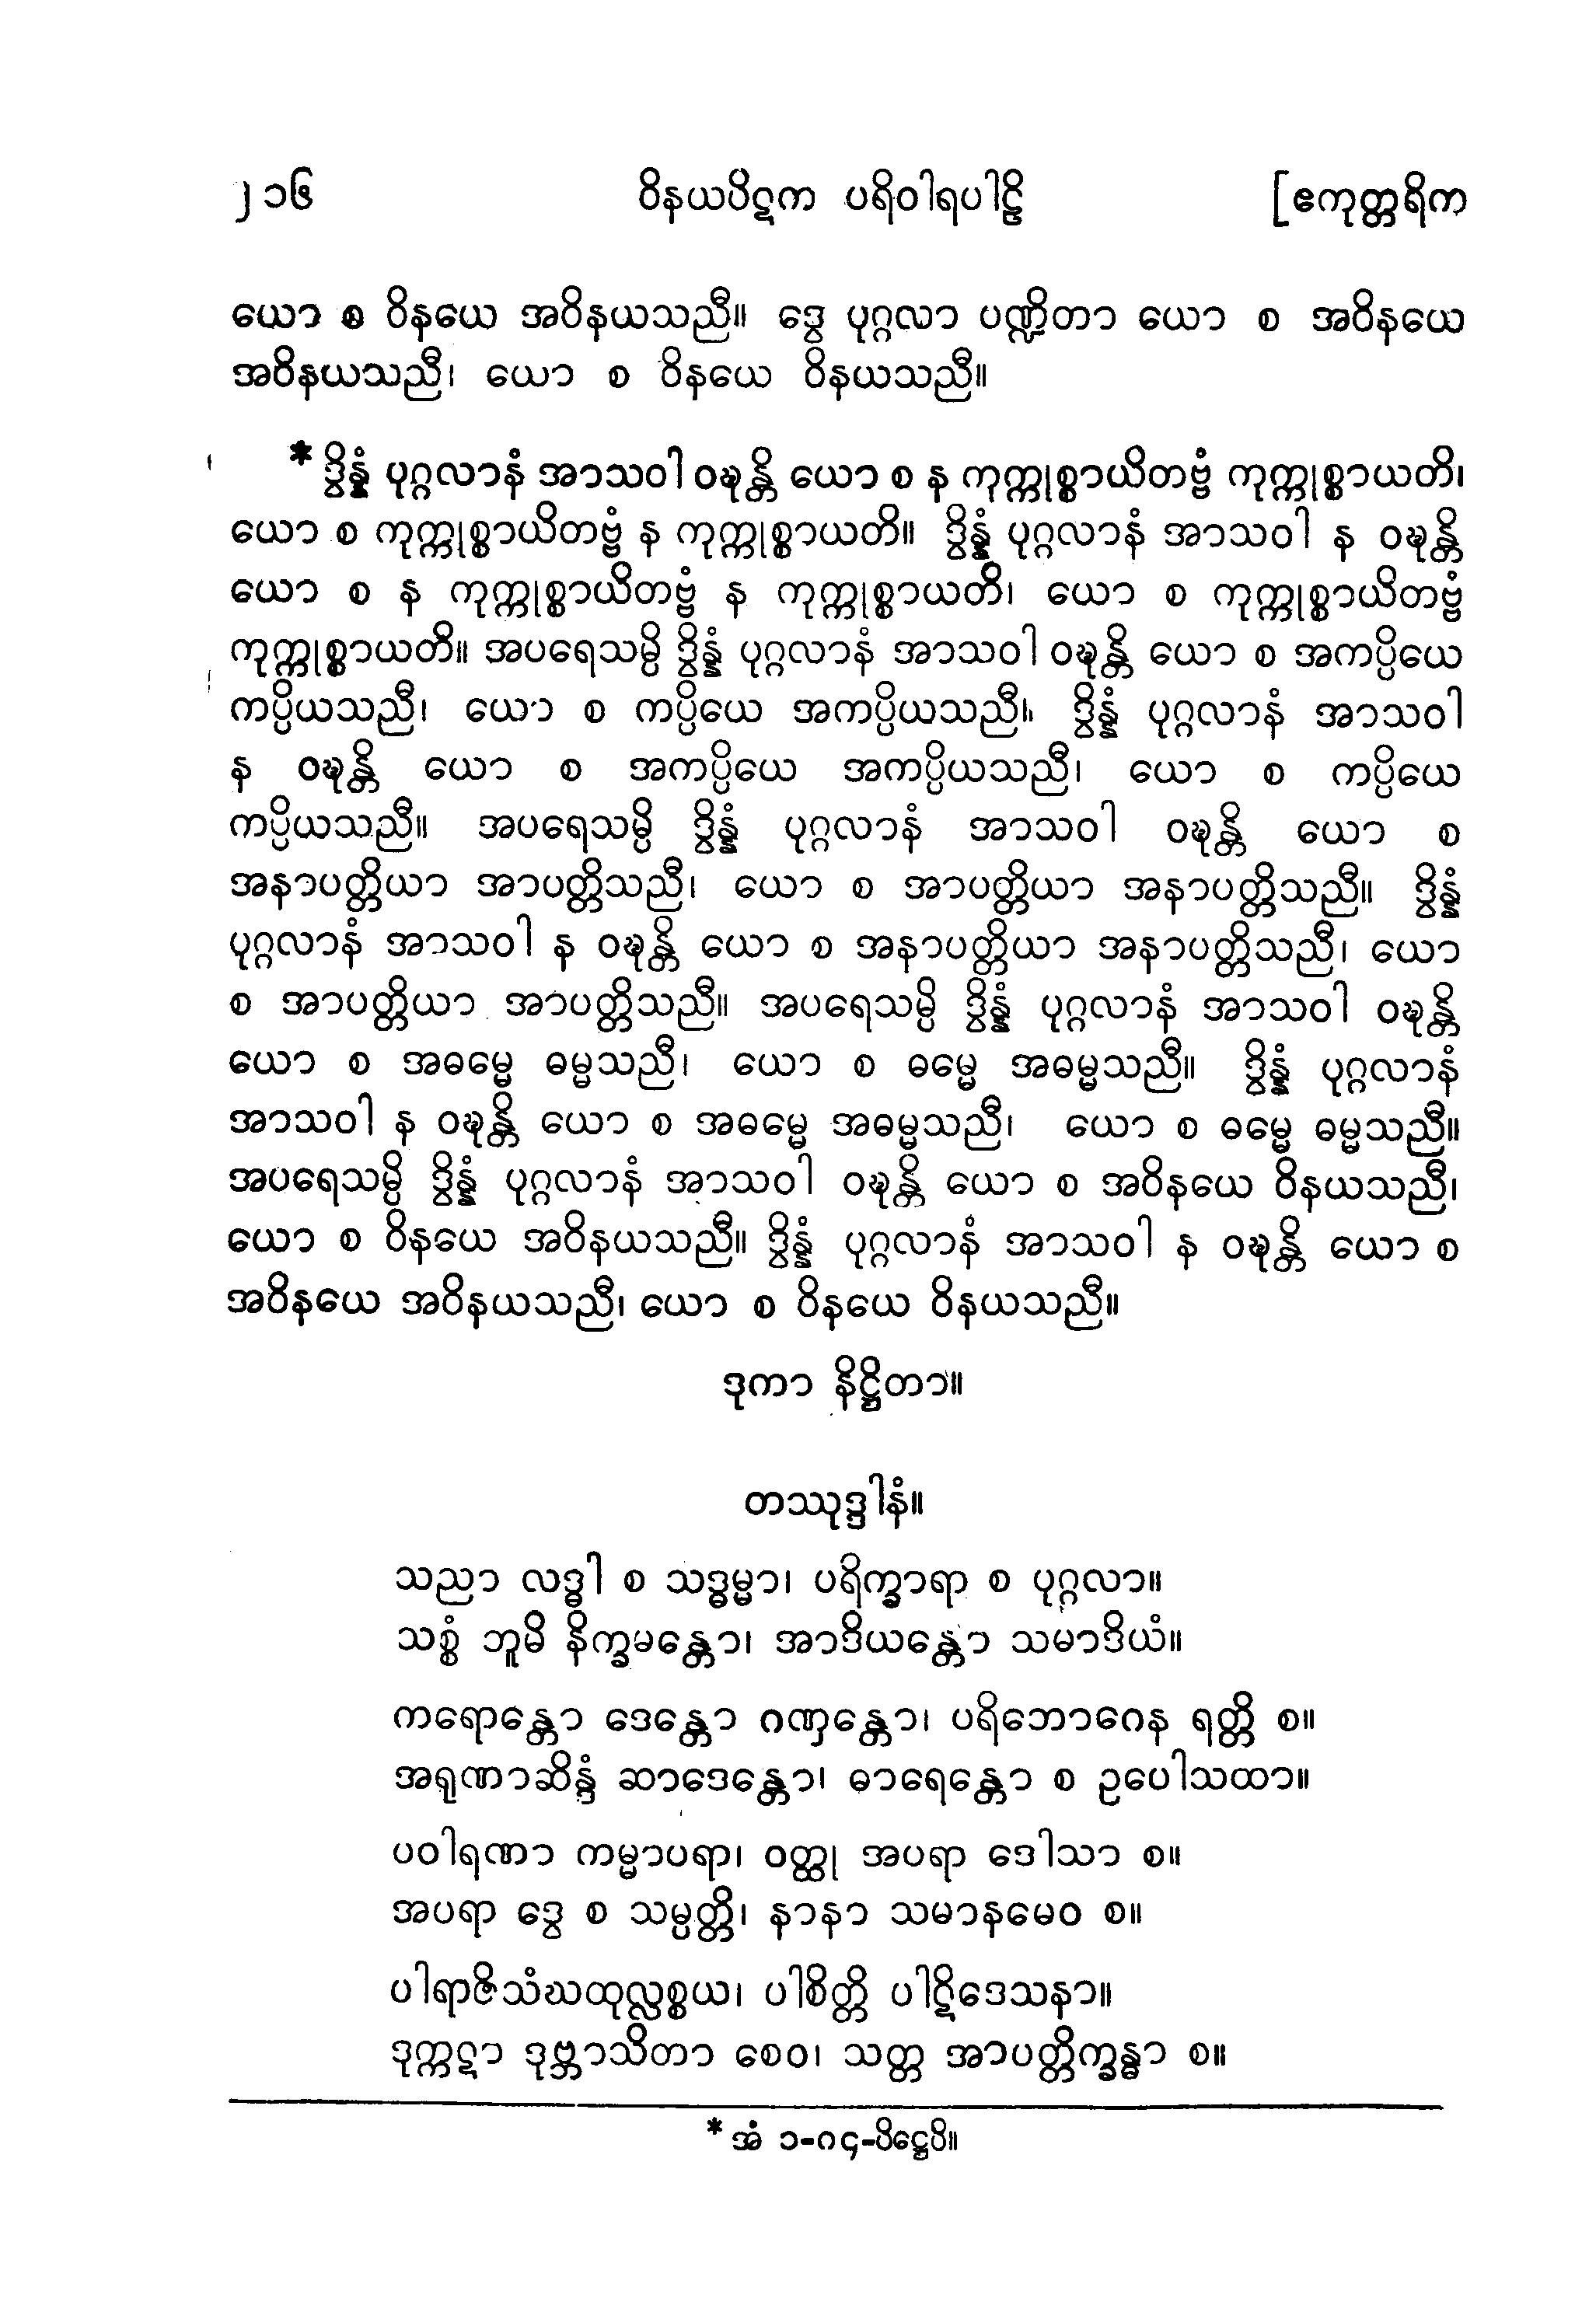 ၂၁၆ ဝိနယပိဋက ပရိဝါရပါဠိ [ဧကုတ္တရိက
ယော စ ဝိနယေ အဝိနယသညီ။ ဒွေ ပုဂ္ဂလာ ပဏ္ဍိတာ ယော စ အဝိနယေ
အဝိနယသညီ၊ ယော စ ဝိနယေ ဝိနယသညီ။
* ဒွိန္နံ ပုဂ္ဂလာနံ အာသဝါ ဝဍ္ဎန္တိ ယော စ န ကုက္ကုစ္စာယိတဗ္ဗံ ကုက္ကုစ္စာယတိ၊
ယော စ ကုက္ကုစ္စာယိတဗ္ဗံ န ကုက္ကုစ္စာယတိ။ ဒွိန္နံ ပုဂ္ဂလာနံ အာသဝါ န ဝဍ္ဎန္တိ
ယော စ န ကုက္ကုစ္စာယိတဗ္ဗံ န ကုက္ကုစ္စာယတိ၊ ယော စ ကုက္ကုစ္စာယိတဗ္ဗံ
ကုက္ကုစ္စာယတိ။ အပရေသမ္ပိ ဒွိန္နံ ပုဂ္ဂလာနံ အာသဝါ ဝဍ္ဎန္တိ ယော စ အကပ္ပိယေ
ကပ္ပိယသညီ၊ ယော စ ကပ္ပိယေ အကပ္ပိယသညီ။ ဒွိန္နံ ပုဂ္ဂလာနံ အာသဝါ
န ဝဍ္ဎန္တိ ယော စ အကပ္ပိယေ အကပ္ပိယသညီ၊ ယော စ ကပ္ပိယေ
ကပ္ပိယသညီ။ အပရေသမ္ပိ ဒွိန္နံ ပုဂ္ဂလာနံ အာသဝါ ဝဍ္ဎန္တိ ယော စ
အနာပတ္တိယာ အာပတ္တိသညီ၊ ယော စ အာပတ္တိယာ အနာပတ္တိသညီ။ ဒွိန္နံ
ပုဂ္ဂလာနံ အာသဝါ န ဝဍ္ဎန္တိ ယော စ အနာပတ္တိယာ အနာပတ္တိသညီ၊ ယော
စ အာပတ္တိယာ အာပတ္တိသညီ။ အပရေသမ္ပိ ဒွိန္နံ ပုဂ္ဂလာနံ အာသဝါ ဝဍ္ဎန္တိ
ယော စ အဓမ္မေ ဓမ္မသညီ၊ ယော စ ဓမ္မေ အဓမ္မသညီ။ ဒွိန္နံ ပုဂ္ဂလာနံ
အာသဝါ န ဝဍ္ဎန္တိ ယော စ အဓမ္မေ အဓမ္မသညီ၊ ယော စ ဓမ္မေ ဓမ္မသညီ။
အပရေသမ္ပိ ဒွိန္နံ ပုဂ္ဂလာနံ အာသဝါ ဝဍ္ဎန္တိ ယော စ အဝိနယေ ဝိနယသညီ၊
ယော စ ဝိနယေ အဝိနယသညီ။ ဒွိန္နံ ပုဂ္ဂလာနံ အာသဝါ န ဝဍ္ဎန္တိ ယော စ
အဝိနယေ အဝိနယသညီ၊ ယော စ ဝိနယေ ဝိနယသညီ။
ဒုကာ နိဋ္ဌိတာ။
တဿုဒ္ဒါနံ။
သညာ လဒ္ဓါ စ သဒ္ဓမ္မာ၊ ပရိက္ခာရာ စ ပုဂ္ဂလာ။
သစ္စံ ဘူမိ နိက္ခမန္တော၊ အာဒိယန္တော သမာဒိယံ။
ကရောန္တော ဒေန္တော ဂဏှန္တော၊ ပရိဘောဂေန ရတ္တိ စ။
အရုဏာဆိန္ဒံ ဆာဒေန္တော၊ ဓာရေန္တော စ ဥပေါသထာ။
ပဝါရဏာ ကမ္မာပရာ၊ ဝတ္ထု အပရာ ဒေါသာ စ။
အပရာ ဒွေ စ သမ္ပတ္တိ၊ နာနာ သမာနမေဝ စ။
ပါရာဇိသံဃထုလ္လစ္စယ၊ ပါစိတ္တိ ပါဋိဒေသနာ။
ဒုက္ကဋာ ဒုဗ္ဘာသိတာ စေဝ၊ သတ္တ အာပတ္တိက္ခန္ဓာ စ။
* အံ ၁-၈၄-ပိဋ္ဌေပိ။